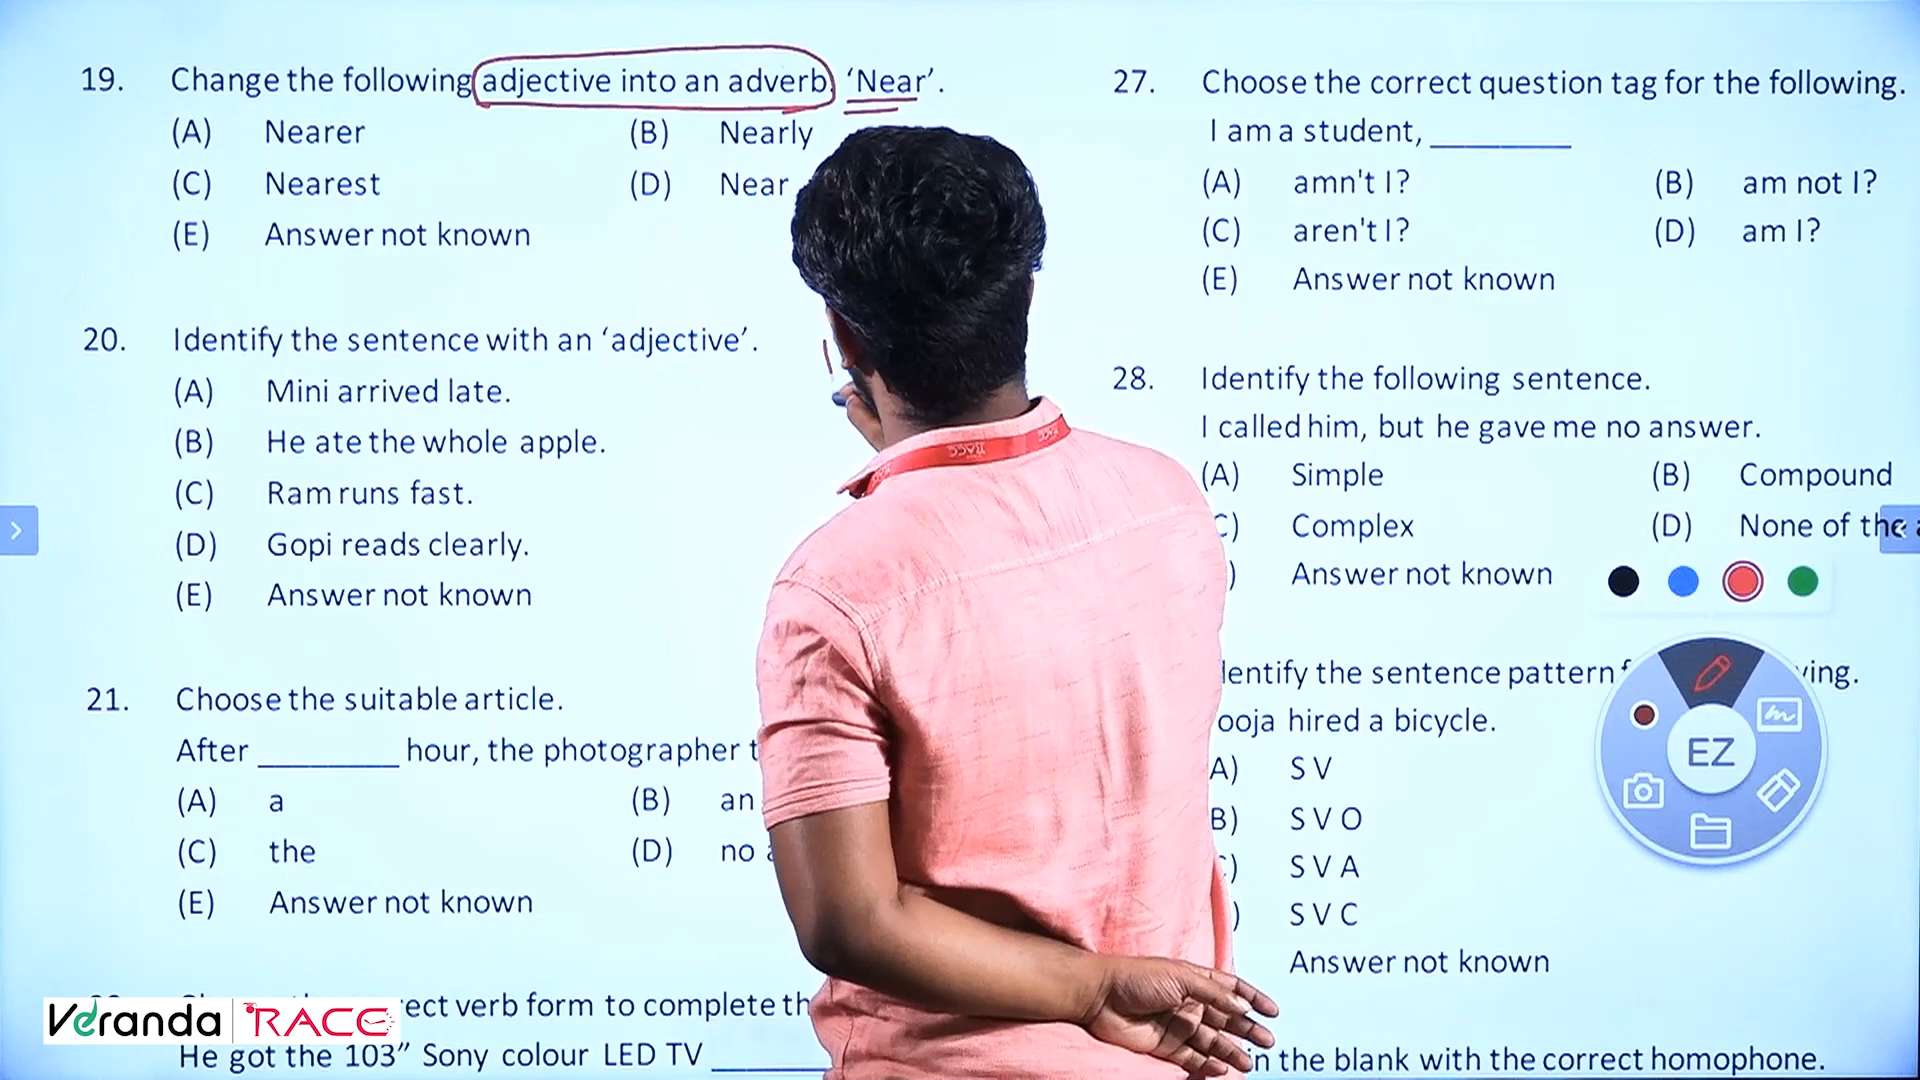 19. Change the following adjective into an adverb. ‘Near’.
(A) Nearer (B) Nearly
(C) Nearest (D) Near
(E) Answer not known
20. Identify the sentence with an ‘adjective’.
(A) Mini arrived late.
(B) He ate the whole apple.
(C) Ram runs fast.
(D) Gopi reads clearly.
(E) Answer not known
21. Choose the suitable article.
After ________ hour, the photographer
(A) a (B) an
(C) the (D) no
(E) Answer not known
verb form to complete
He got the 103” Sony colour LED TV ________
27. Choose the correct question tag for the following.
I am a student, ________
(A) amn't I? (B) am not I?
(C) aren't I? (D) am I?
(E) Answer not known
28. Identify the following sentence.
I called him, but he gave me no answer.
(A) Simple (B) Compound
C) Complex (D) None of the
) Answer not known
the sentence pattern
hired a bicycle.
A) S V
B) S V O
) S V A
) S V C
Answer not known
in the blank with the correct homophone.
EZ
RACE
Veranda RACE